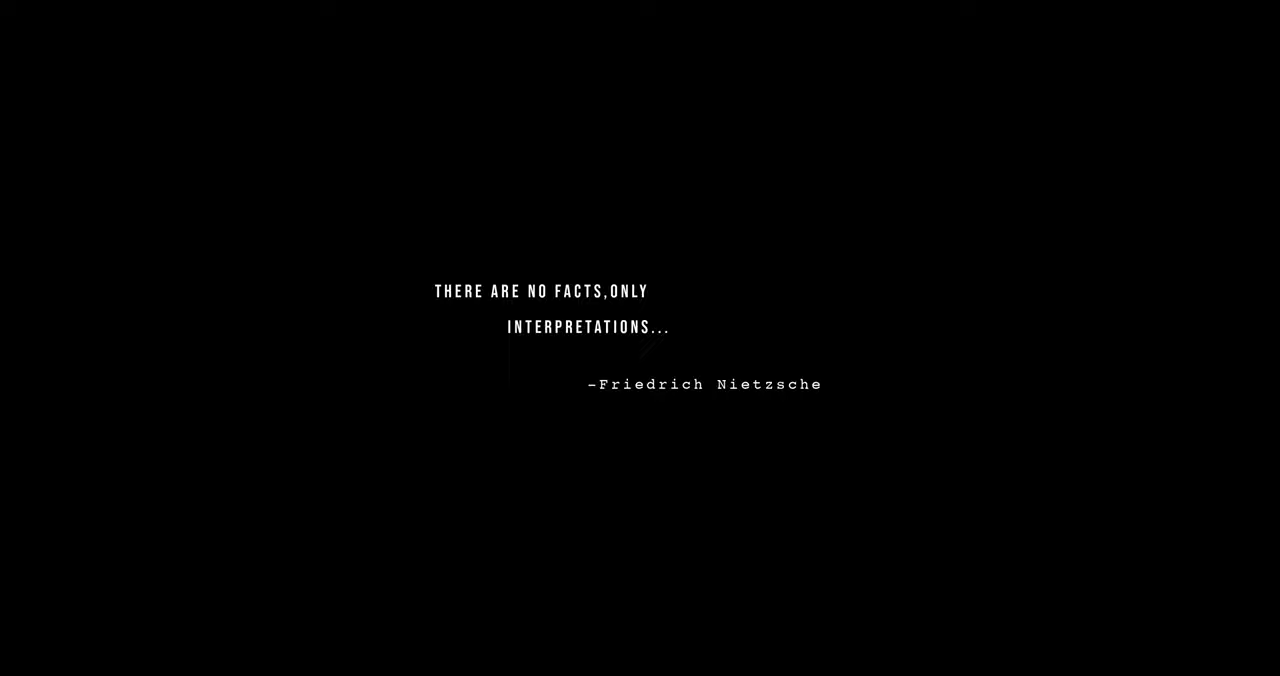 THERE ARE NO FACTS,ONLY
INTERPRETATIONS...
-Friedrich Nietzsche